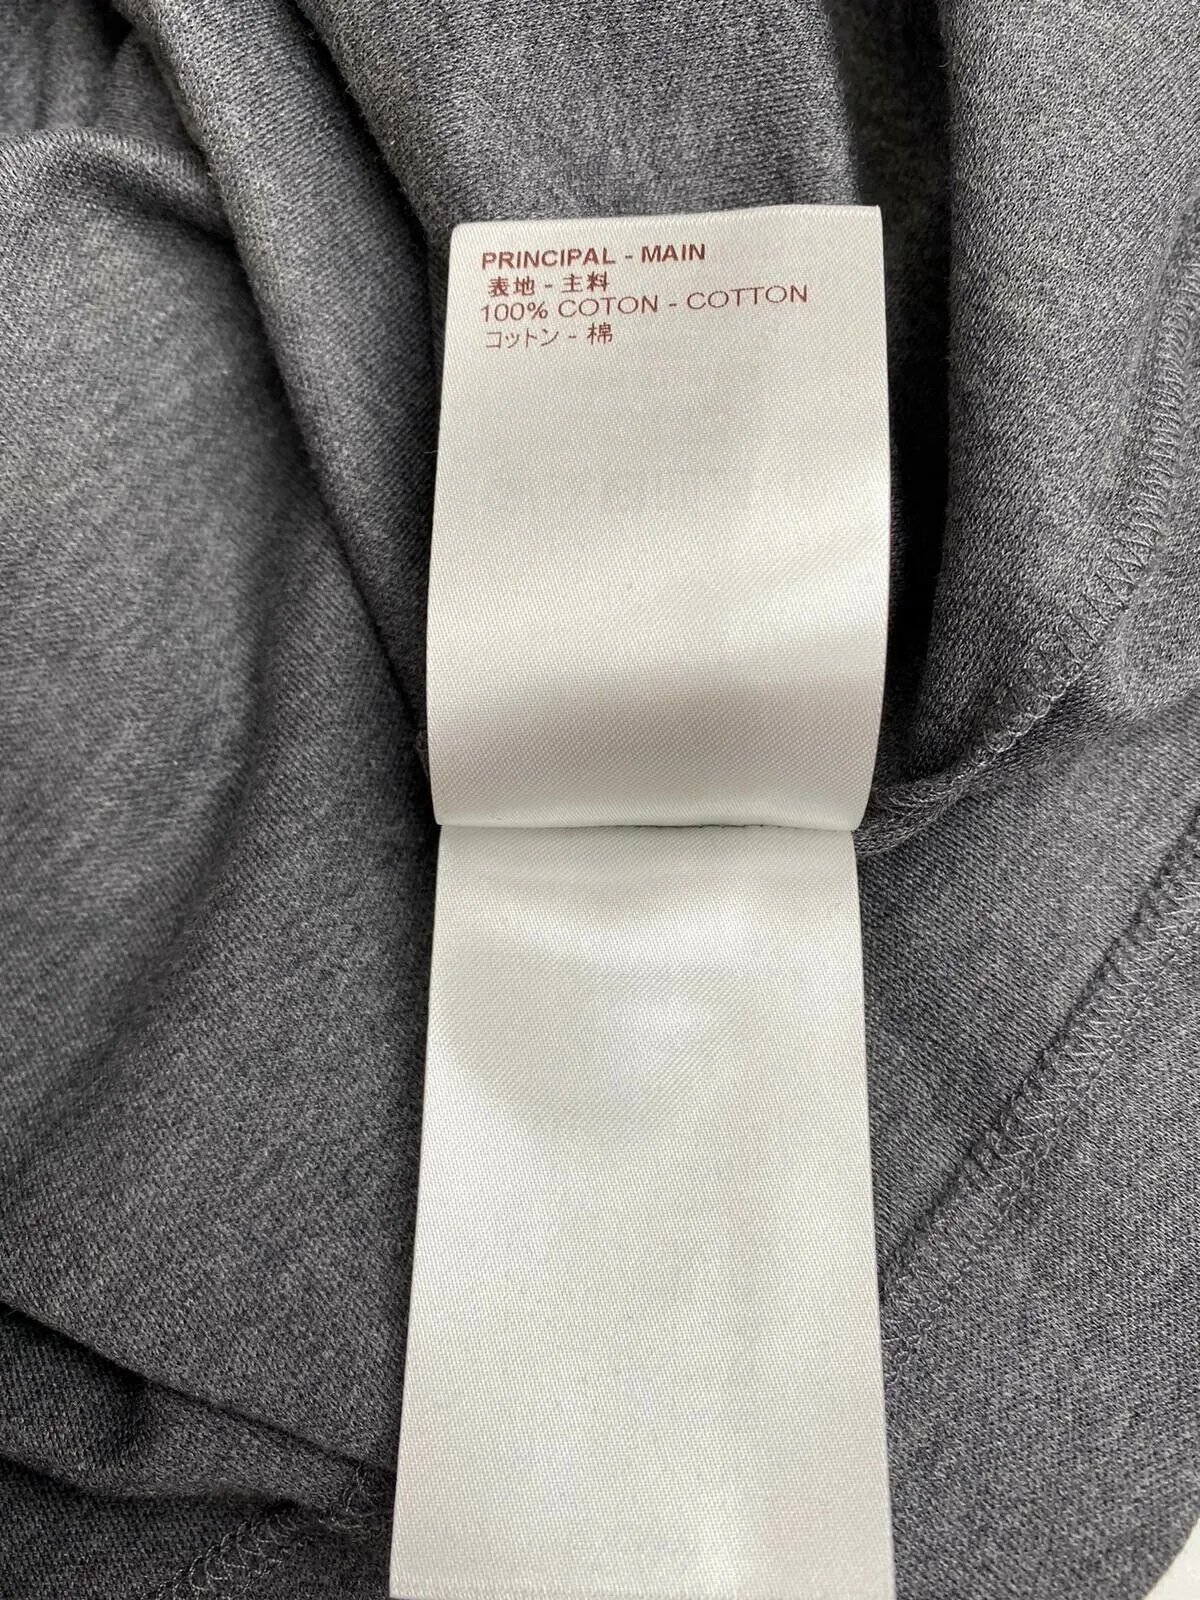 PRINCIPAL - MAIN
表地 - 主料
100% COTON - COTTON
コットン - 棉